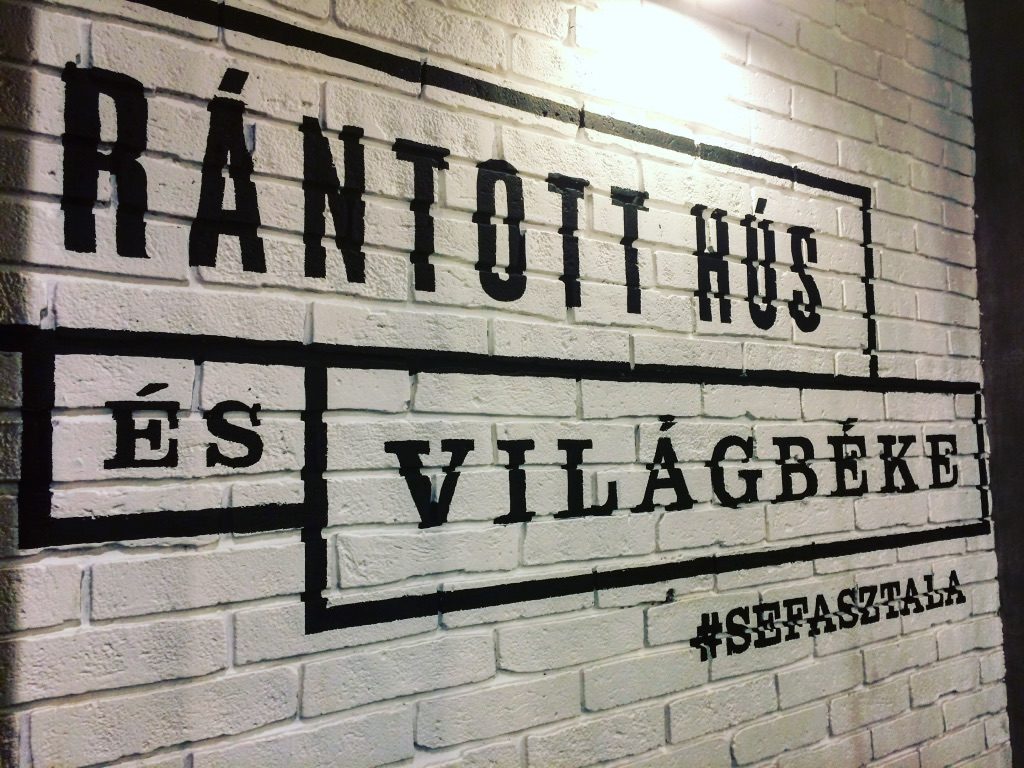 RÁNTOTT HÚS
ÉS
VILÁGBÉKE
#SEFASZTALA